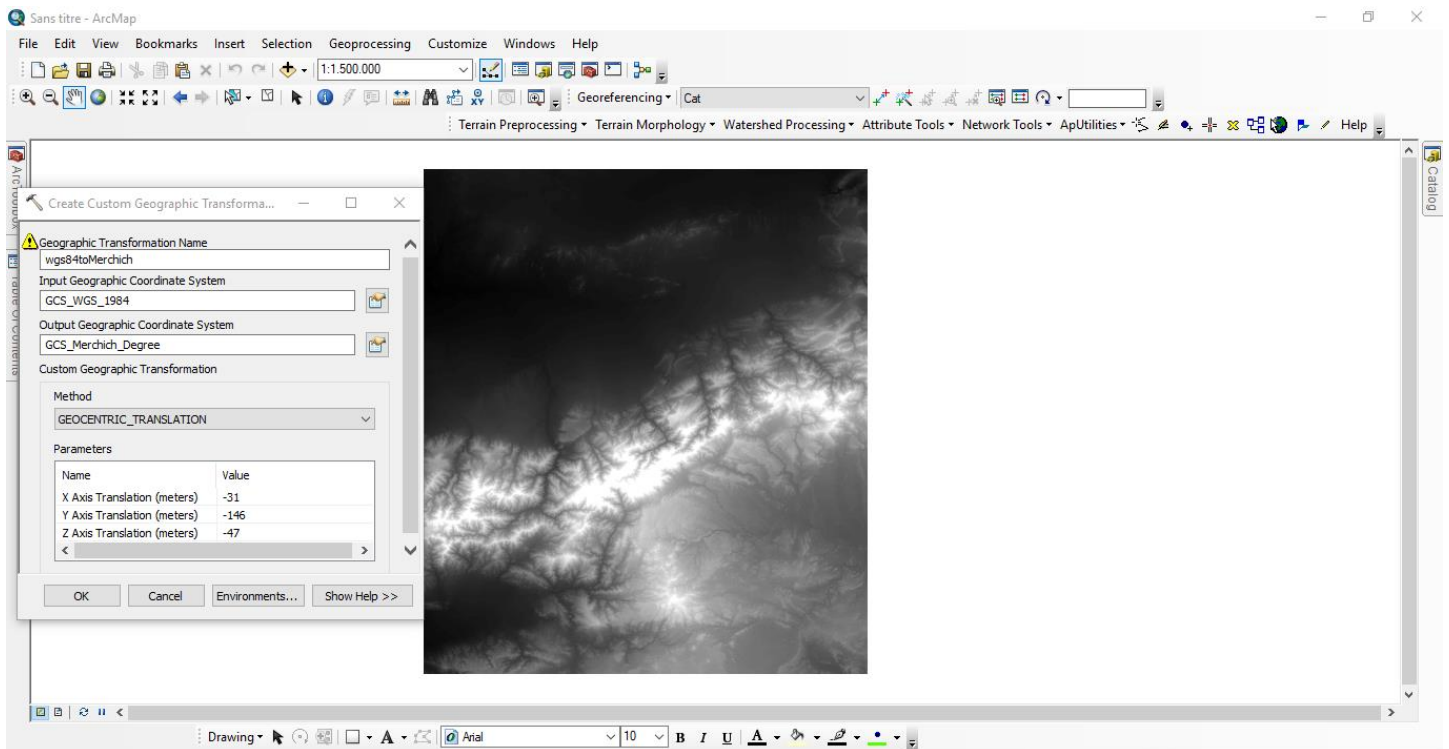 Sans titre - ArcMap
File Edit View Bookmarks Insert Selection Geoprocessing Customize Windows Help
1:1.500.000
Georeferencing Cat
Terrain Preprocessing Terrain Morphology Watershed Processing Attribute Tools Network Tools ApUtilities Help
Catalog
Create Custom Geographic Transforma...
Geographic Transformation Name
wgs84toMerchich
Input Geographic Coordinate System
GCS_WGS_1984
Output Geographic Coordinate System
GCS_Merchich_Degree
Custom Geographic Transformation
Method
GEOCENTRIC_TRANSLATION
Parameters
Name Value
X Axis Translation (meters) -31
Y Axis Translation (meters) -146
Z Axis Translation (meters) -47
OK Cancel Environments... Show Help >>
Drawing A Arial 10 B I U A